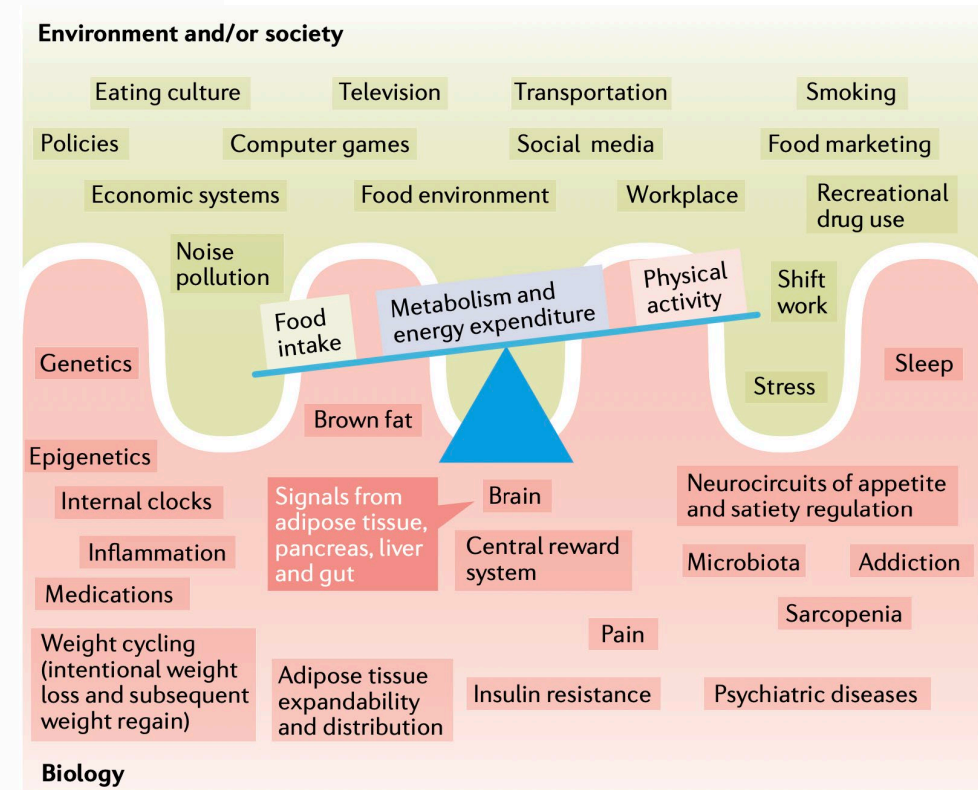 Environment and/or society
Eating culture
Television
Transportation
Smoking
Policies
Computer games
Social media
Food marketing
Economic systems
Food environment
Workplace
Recreational
drug use
Noise
pollution
Food
intake
Metabolism and
energy expenditure
Physical
activity
Shift
work
Genetics
Sleep
Stress
Brown fat
Epigenetics
Internal clocks
Signals from
adipose tissue,
pancreas, liver
and gut
Brain
Neurocircuits of appetite
and satiety regulation
Inflammation
Central reward
system
Microbiota
Addiction
Medications
Sarcopenia
Pain
Weight cycling
(intentional weight
loss and subsequent
weight regain)
Adipose tissue
expandability
and distribution
Insulin resistance
Psychiatric diseases
Biology